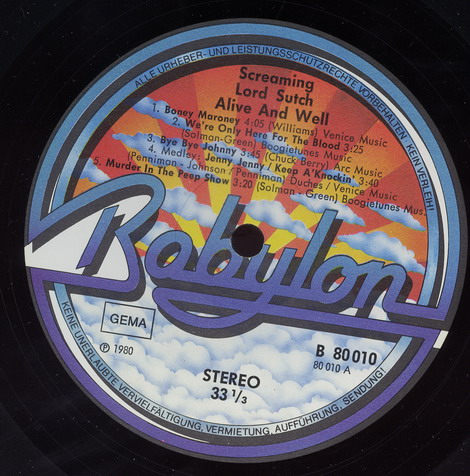 ALLE URHEBER- UND LEISTUNGSSCHUTZRECHTE VORBEHALTEN · KEIN VERLEIH!
Screaming
Lord Sutch
Alive And Well
1. Boney Maroney 4:05 (Williams) Venice Music
2. We're Only Here For The Blood 3:25
(Solman-Green) Boogietunes Music
3. Bye Bye Johnny 3:45 (Chuck Berry) Arc Music
4. Medley: Jenny Jenny / Keep A'Knockin' 3:40
(Penniman - Johnson / Penniman) Duches / Venice Music
5. Murder In The Peep Show 3:20 (Solman - Green) Boogietunes Mus.
Babylon
GEMA
℗ 1980
B 80010
80 010 A
STEREO
33 1/3
KEINE UNERLAUBTE VERVIELFÄLTIGUNG, VERMIETUNG, AUFFÜHRUNG, SENDUNG!